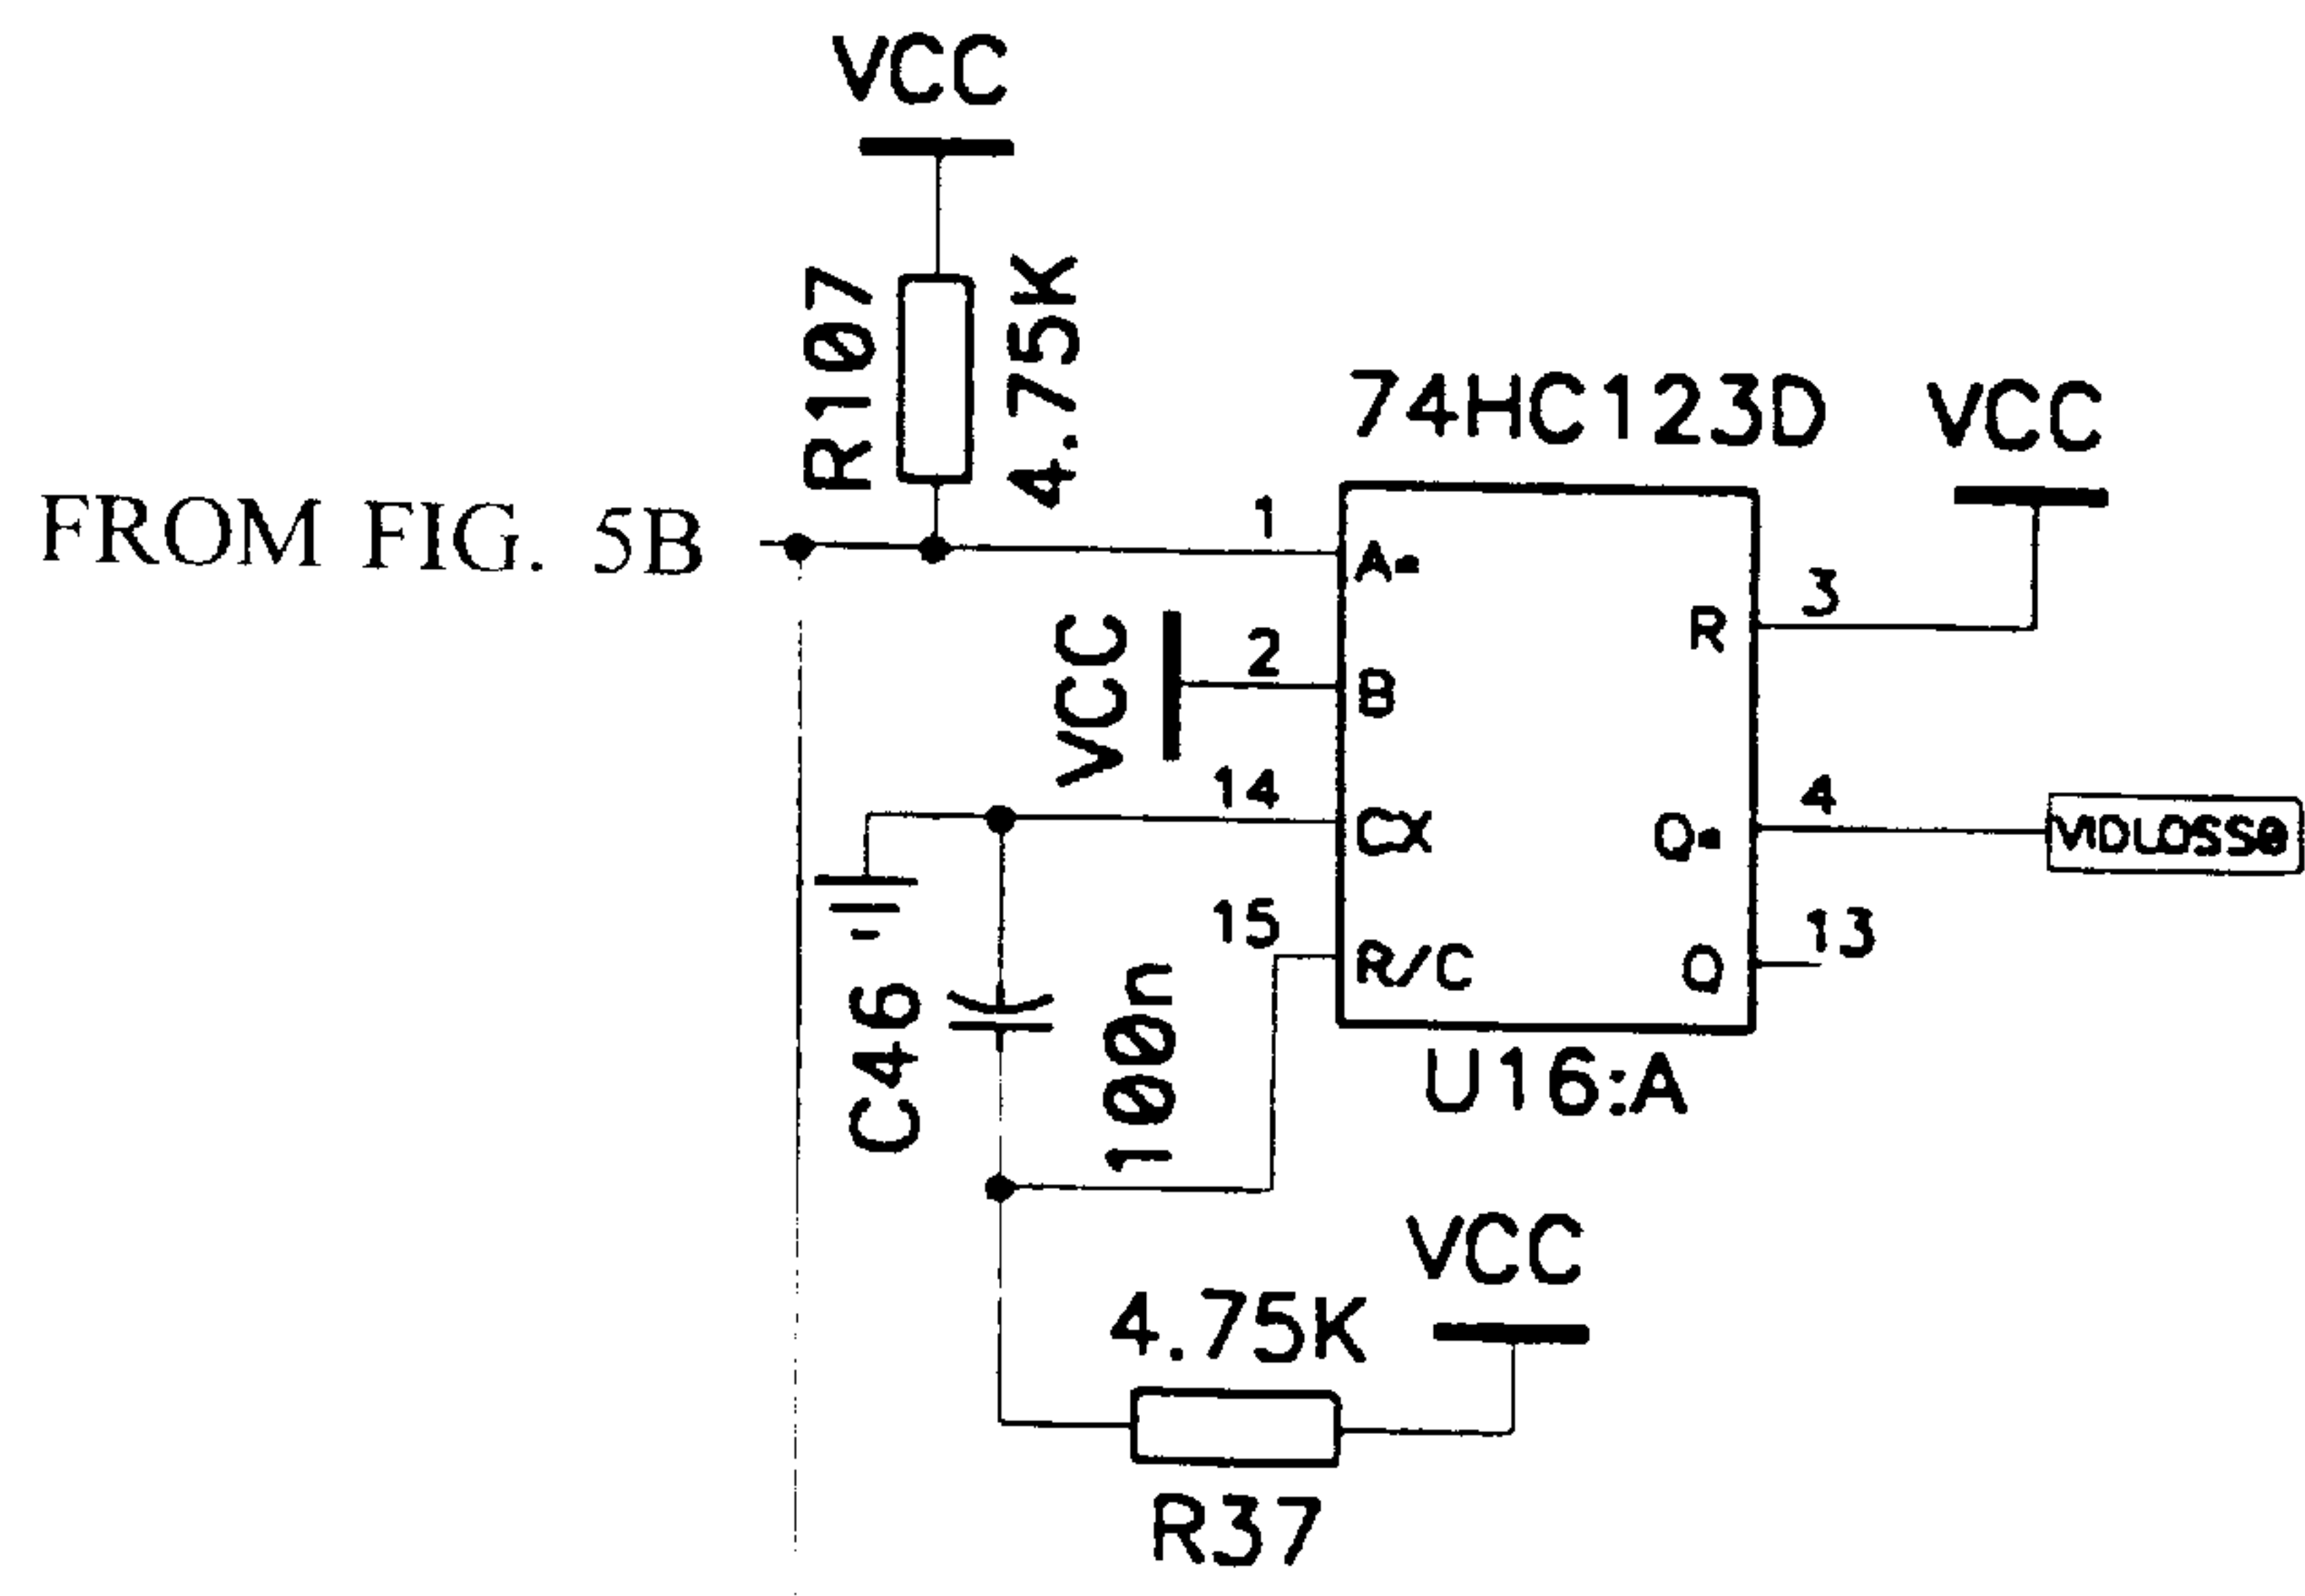 VCC
R107
4.75K
FROM FIG. 5B
74HC123D
VCC
1
A
3
R
VCC
2
B
14
CX
4
Q
15
R/C
13
Q
C46
100n
U16:A
VCC
4.75K
R37